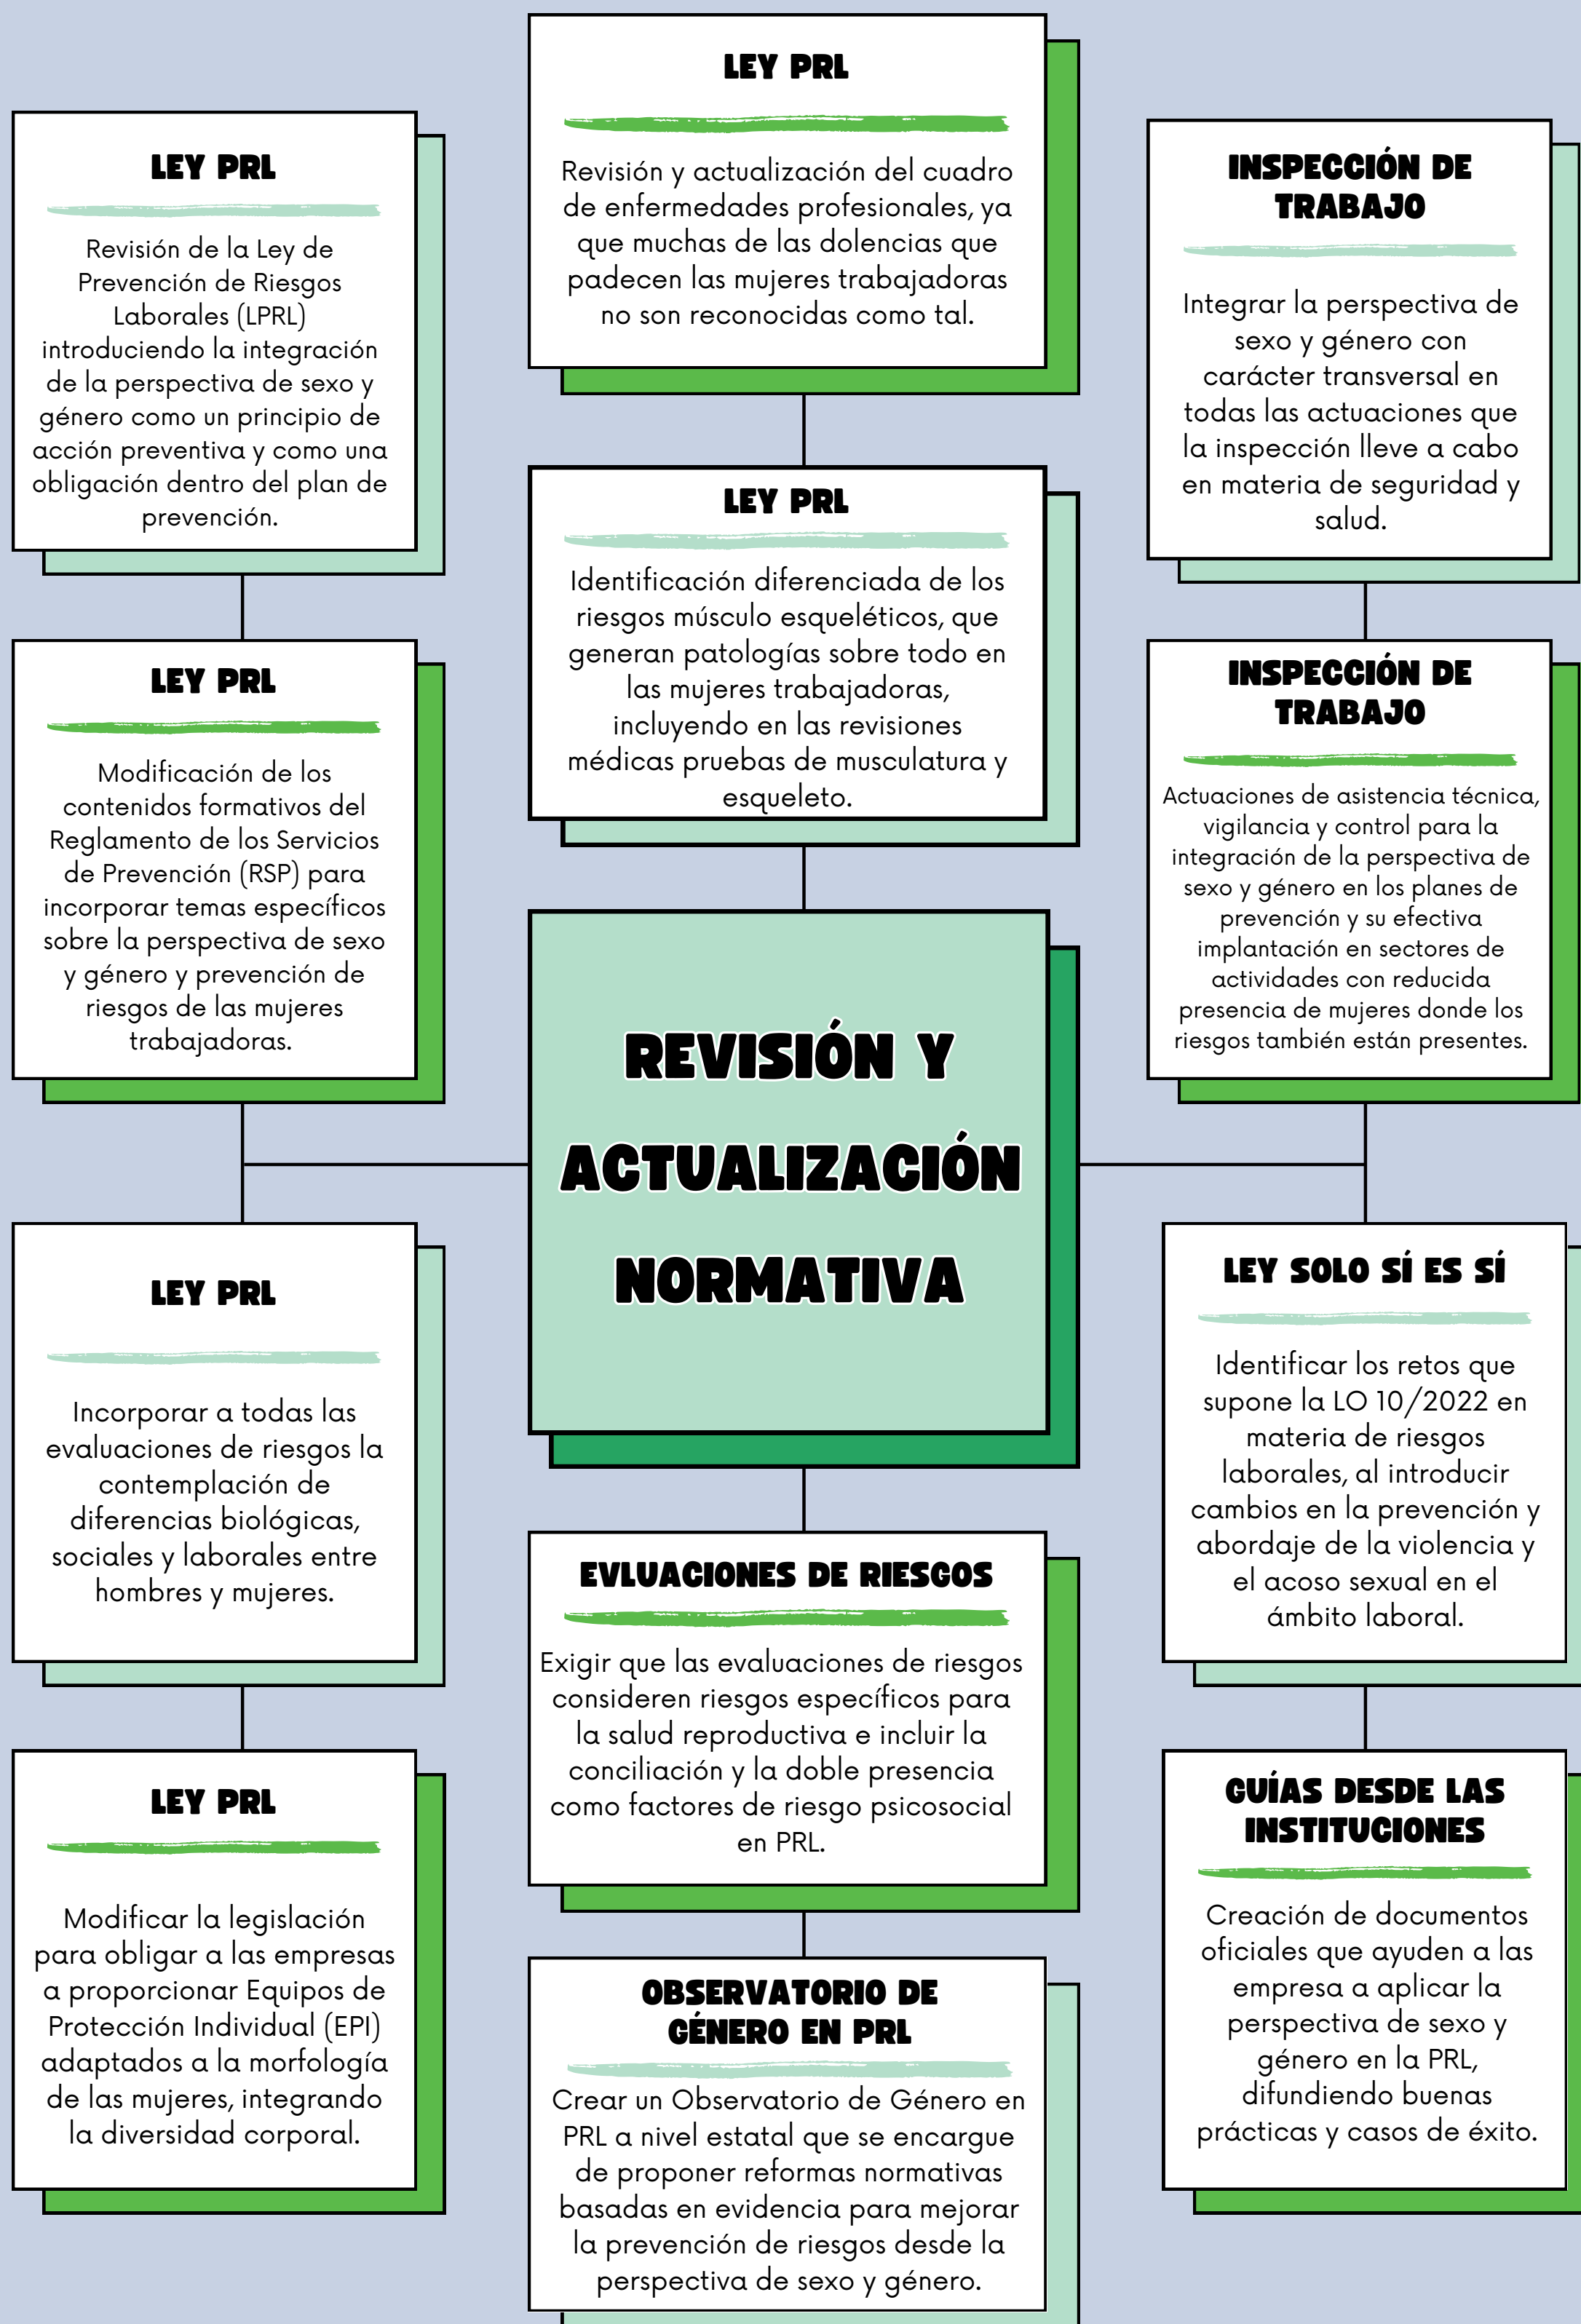 LEY PRL
Revisión de la Ley de
Prevención de Riesgos
Laborales (LPRL)
introduciendo la integración
de la perspectiva de sexo y
género como un principio de
acción preventiva y como una
obligación dentro del plan de
prevención.
LEY PRL
Modificación de los
contenidos formativos del
Reglamento de los Servicios
de Prevención (RSP) para
incorporar temas específicos
sobre la perspectiva de sexo
y género y prevención de
riesgos de las mujeres
trabajadoras.
LEY PRL
Incorporar a todas las
evaluaciones de riesgos la
contemplación de
diferencias biológicas,
sociales y laborales entre
hombres y mujeres.
LEY PRL
Modificar la legislación
para obligar a las empresas
a proporcionar Equipos de
Protección Individual (EPI)
adaptados a la morfología
de las mujeres, integrando
la diversidad corporal.
LEY PRL
Revisión y actualización del cuadro
de enfermedades profesionales, ya
que muchas de las dolencias que
padecen las mujeres trabajadoras
no son reconocidas como tal.
LEY PRL
Identificación diferenciada de los
riesgos músculo esqueléticos, que
generan patologías sobre todo en
las mujeres trabajadoras,
incluyendo en las revisiones
médicas pruebas de musculatura y
esqueleto.
REVISIÓN Y
ACTUALIZACIÓN
NORMATIVA
EVLUACIONES DE RIESGOS
Exigir que las evaluaciones de riesgos
consideren riesgos específicos para
la salud reproductiva e incluir la
conciliación y la doble presencia
como factores de riesgo psicosocial
en PRL.
OBSERVATORIO DE
GÉNERO EN PRL
Crear un Observatorio de Género en
PRL a nivel estatal que se encargue
de proponer reformas normativas
basadas en evidencia para mejorar
la prevención de riesgos desde la
perspectiva de sexo y género.
INSPECCIÓN DE
TRABAJO
Integrar la perspectiva de
sexo y género con
carácter transversal en
todas las actuaciones que
la inspección lleve a cabo
en materia de seguridad y
salud.
INSPECCIÓN DE
TRABAJO
Actuaciones de asistencia técnica,
vigilancia y control para la
integración de la perspectiva de
sexo y género en los planes de
prevención y su efectiva
implantación en sectores de
actividades con reducida
presencia de mujeres donde los
riesgos también están presentes.
LEY SOLO SÍ ES SÍ
Identificar los retos que
supone la LO 10/2022 en
materia de riesgos
laborales, al introducir
cambios en la prevención y
abordaje de la violencia y
el acoso sexual en el
ámbito laboral.
GUÍAS DESDE LAS
INSTITUCIONES
Creación de documentos
oficiales que ayuden a las
empresa a aplicar la
perspectiva de sexo y
género en la PRL,
difundiendo buenas
prácticas y casos de éxito.